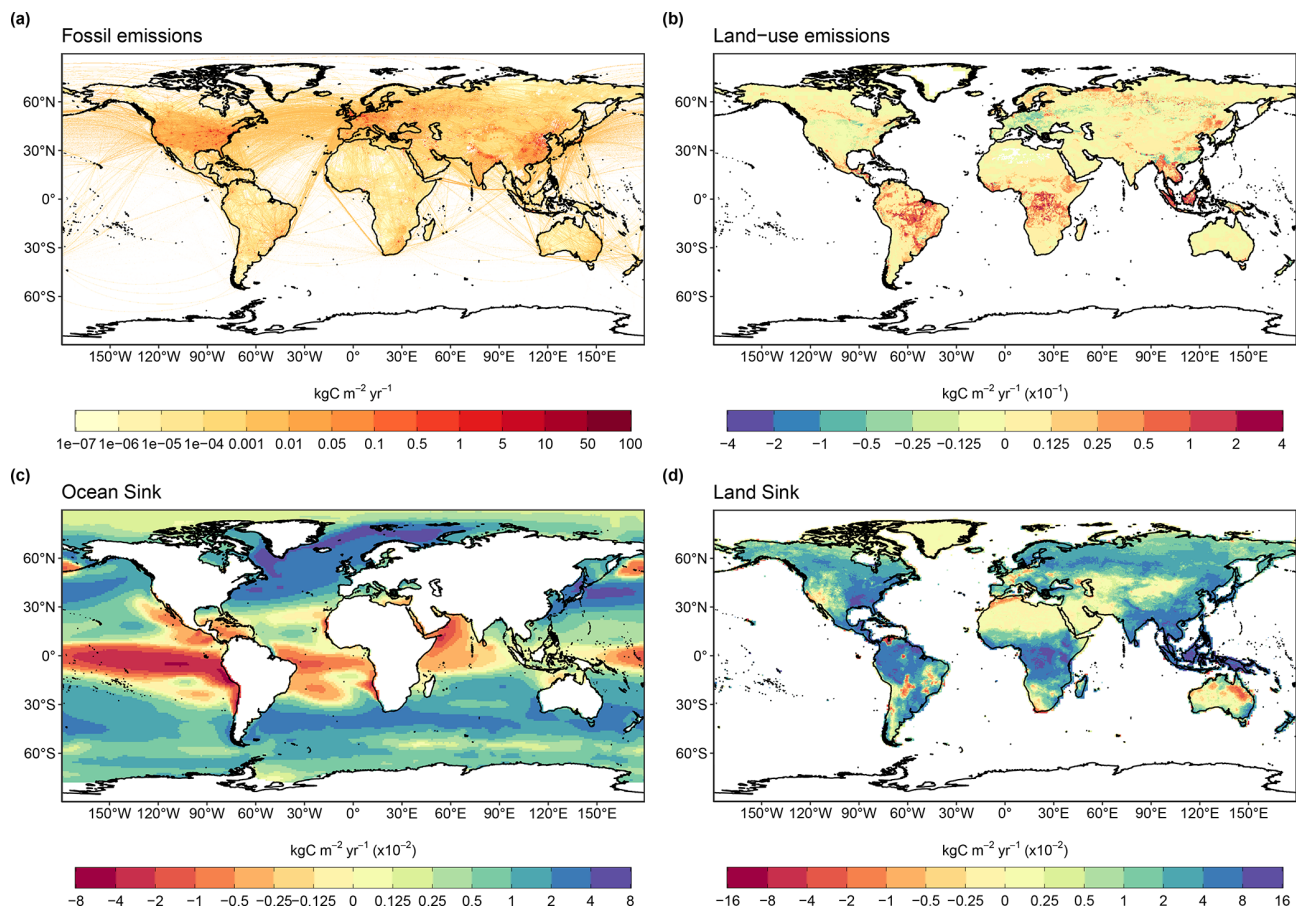 (a)
Fossil emissions
60°N
30°N
0°
30°S
60°S
150°W 120°W 90°W 60°W 30°W 0° 30°E 60°E 90°E 120°E 150°E
kgC m⁻² yr⁻¹
1e−07 1e−06 1e−05 1e−04 0.001 0.01 0.05 0.1 0.5 1 5 10 50 100
(b)
Land−use emissions
60°N
30°N
0°
30°S
60°S
150°W 120°W 90°W 60°W 30°W 0° 30°E 60°E 90°E 120°E 150°E
kgC m⁻² yr⁻¹ (x10⁻¹)
−4 −2 −1 −0.5 −0.25 −0.125 0 0.125 0.25 0.5 1 2 4
(c)
Ocean Sink
60°N
30°N
0°
30°S
60°S
150°W 120°W 90°W 60°W 30°W 0° 30°E 60°E 90°E 120°E 150°E
kgC m⁻² yr⁻¹ (x10⁻²)
−8 −4 −2 −1 −0.5 −0.25 −0.125 0 0.125 0.25 0.5 1 2 4 8
(d)
Land Sink
60°N
30°N
0°
30°S
60°S
150°W 120°W 90°W 60°W 30°W 0° 30°E 60°E 90°E 120°E 150°E
kgC m⁻² yr⁻¹ (x10⁻²)
−16 −8 −4 −2 −1 −0.5 −0.25 0 0.25 0.5 1 2 4 8 16